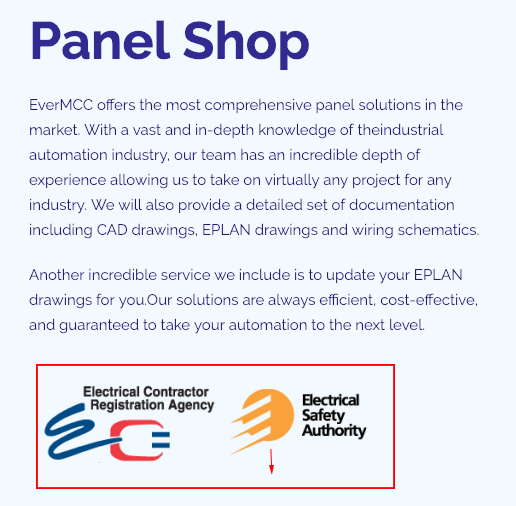 Panel Shop
EverMCC offers the most comprehensive panel solutions in the
market. With a vast and in-depth knowledge of theindustrial
automation industry, our team has an incredible depth of
experience allowing us to take on virtually any project for any
industry. We will also provide a detailed set of documentation
including CAD drawings, EPLAN drawings and wiring schematics.
Another incredible service we include is to update your EPLAN
drawings for you.Our solutions are always efficient, cost-effective,
and guaranteed to take your automation to the next level.
Electrical Contractor
Registration Agency
Electrical
Safety
Authority